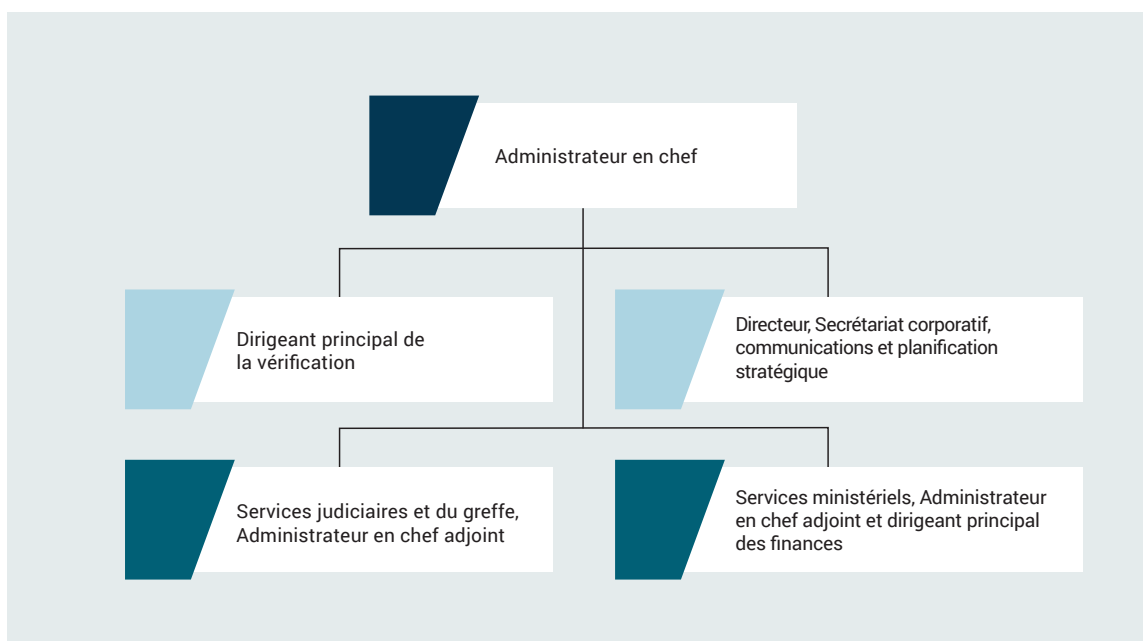 Administrateur en chef
Dirigeant principal de
la vérification
Directeur, Secrétariat corporatif,
communications et planification
stratégique
Services judiciaires et du greffe,
Administrateur en chef adjoint
Services ministériels, Administrateur
en chef adjoint et dirigeant principal
des finances